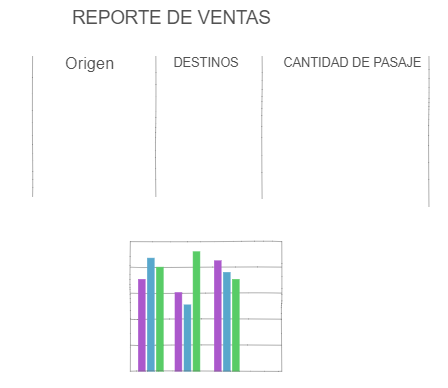 REPORTE DE VENTAS
Origen DESTINOS CANTIDAD DE PASAJE